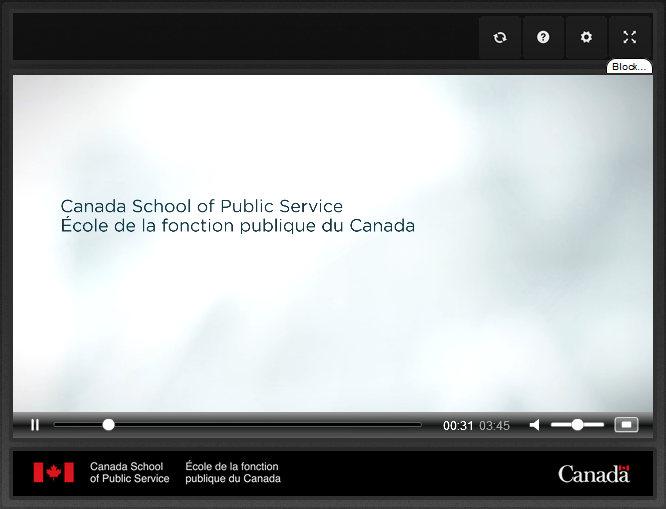 Block...
Canada School of Public Service
École de la fonction publique du Canada
00:31 03:45
Canada School
of Public Service
École de la fonction
publique du Canada
Canada